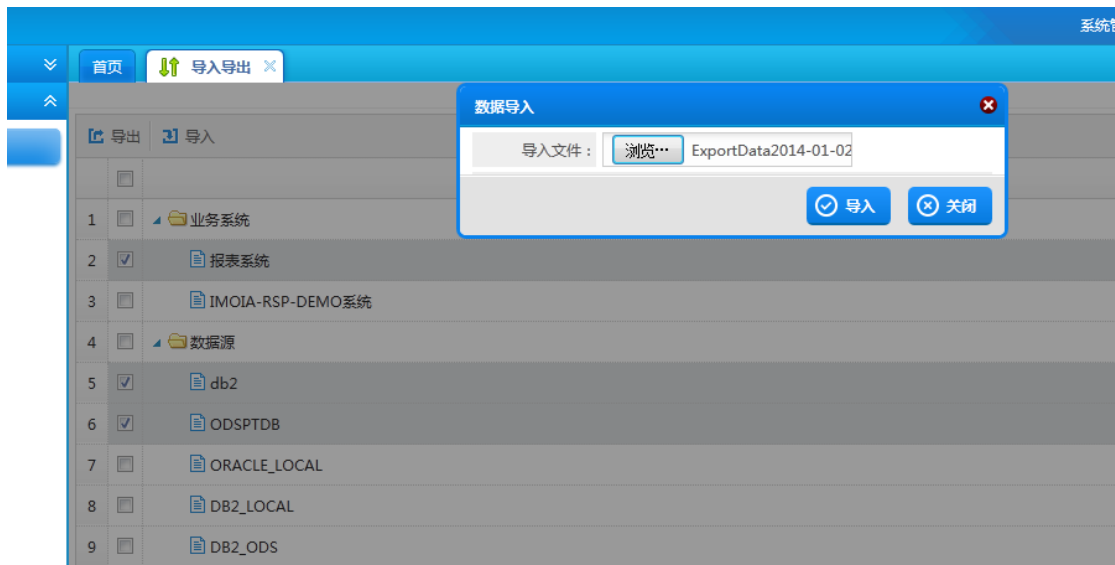 系统管
首页 导入导出
数据导入
导出 导入
导入文件： 浏览… ExportData2014-01-02
导入 关闭
1 业务系统
2 报表系统
3 IMOIA-RSP-DEMO系统
4 数据源
5 db2
6 ODSPTDB
7 ORACLE_LOCAL
8 DB2_LOCAL
9 DB2_ODS